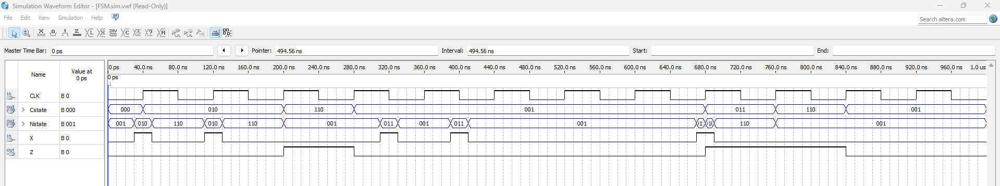 Simulation Waveform Editor - [FSM.sim.vwf (Read-Only)]
File Edit View Simulation Help
Search altera.com
Master Time Bar: 0 ps Pointer: 494.56 ns Interval: 494.56 ns Start: End:
Name Value at 0 ps
0 ps 40.0 ns 80.0 ns 120.0 ns 160.0 ns 200.0 ns 240.0 ns 280.0 ns 320.0 ns 360.0 ns 400.0 ns 440.0 ns 480.0 ns 520.0 ns 560.0 ns 600.0 ns 640.0 ns 680.0 ns 720.0 ns 760.0 ns 800.0 ns 840.0 ns 880.0 ns 920.0 ns 960.0 ns 1.0 us
0 ps
in CLK B 0
out Cstate B 000 000 010 110 001 011 110 001
out Nstate B 001 001 010 110 010 110 001 011 001 011 001 110 001
in X B 0
out Z B 0